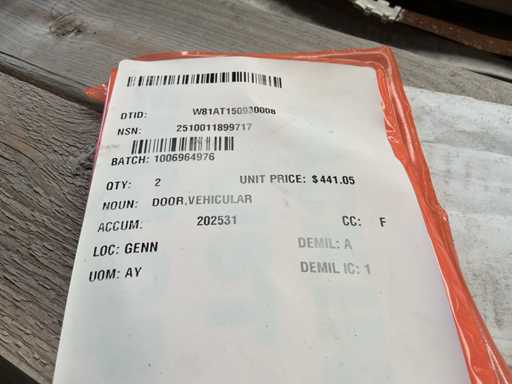 DTID: W81AT150930008
NSN: 2510011899717
BATCH: 1006964976
QTY: 2 UNIT PRICE: $441.05
NOUN: DOOR,VEHICULAR
ACCUM: 202531 CC: F
LOC: GENN DEMIL: A
UOM: AY DEMIL IC: 1